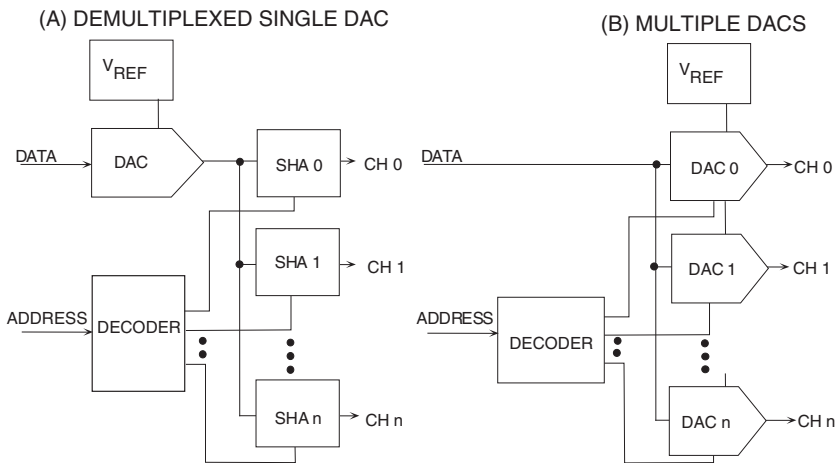 (A) DEMULTIPLEXED SINGLE DAC
VREF
DATA
DAC
SHA 0
CH 0
SHA 1
CH 1
ADDRESS
DECODER
SHA n
CH n
(B) MULTIPLE DACS
VREF
DATA
DAC 0
CH 0
DAC 1
CH 1
ADDRESS
DECODER
DAC n
CH n